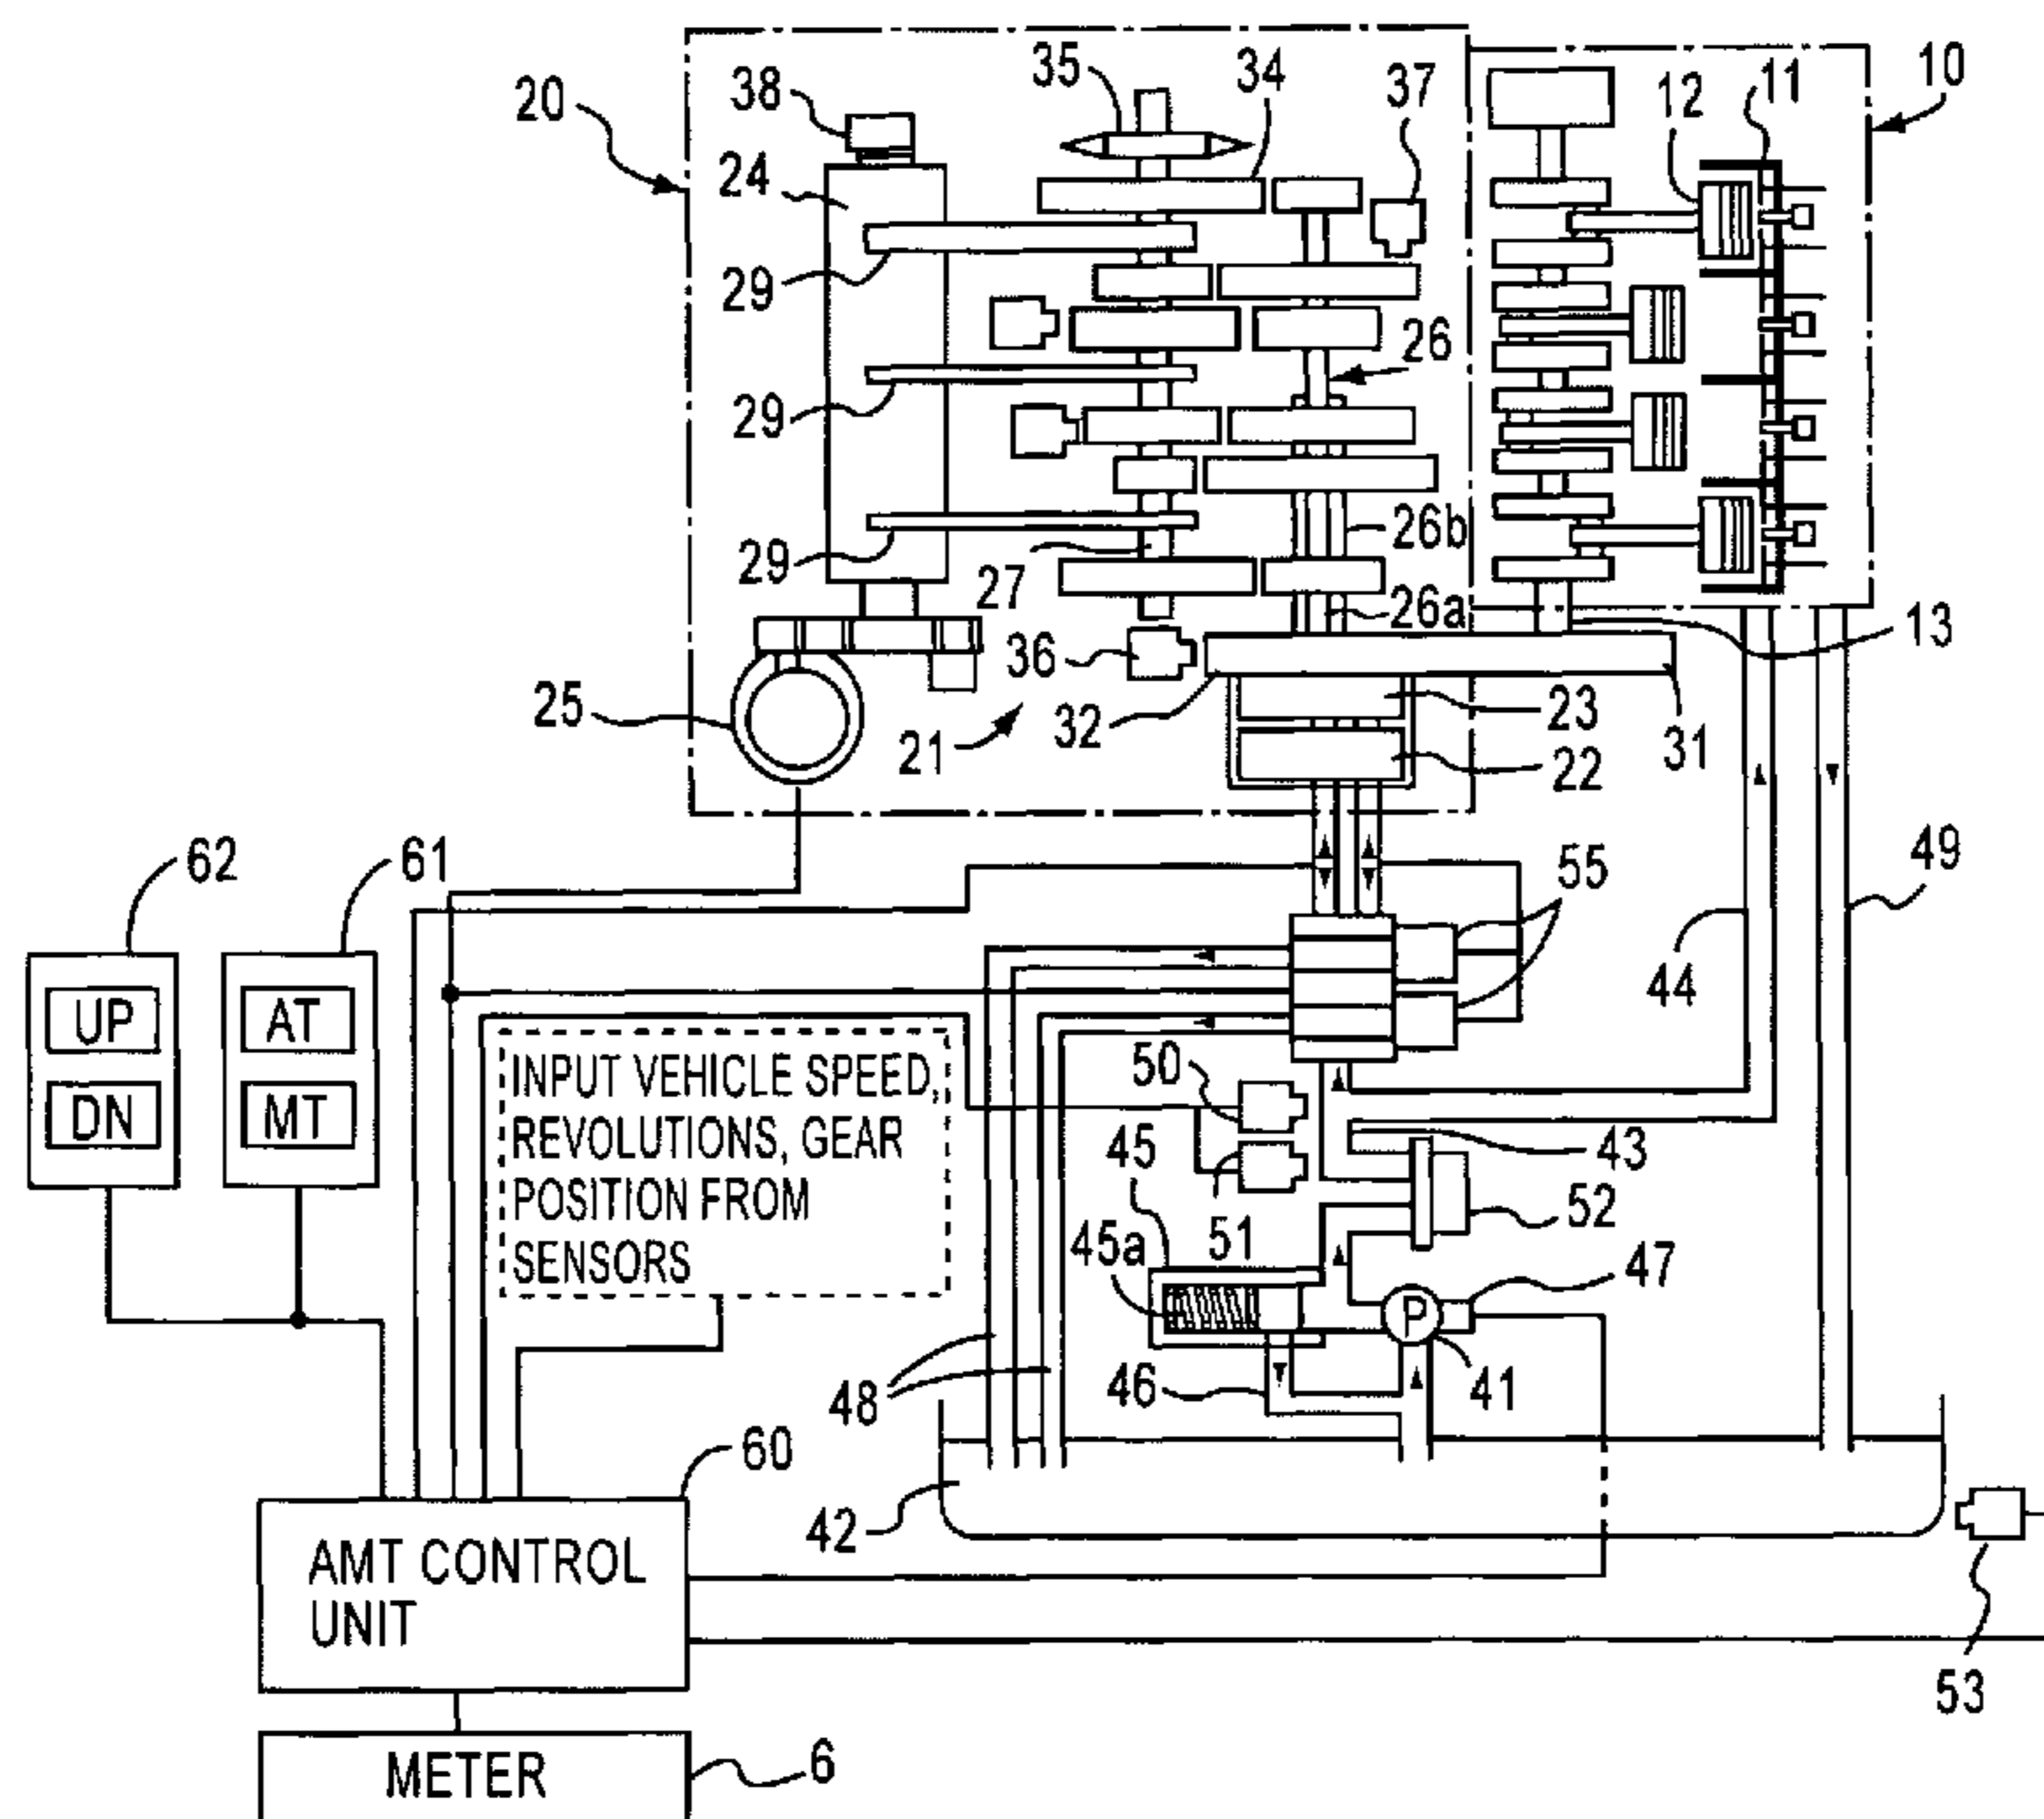 10
11
12
37
34
35
38
20
24
29
26
29
26b
29
27
26a
13
36
23
25
32
31
21
22
62
61
55
49
UP
AT
44
DN
MT
50
INPUT VEHICLE SPEED,
REVOLUTIONS, GEAR
POSITION FROM
SENSORS
45
43
52
45a
51
47
48
46
41
60
42
AMT CONTROL
UNIT
53
METER
6